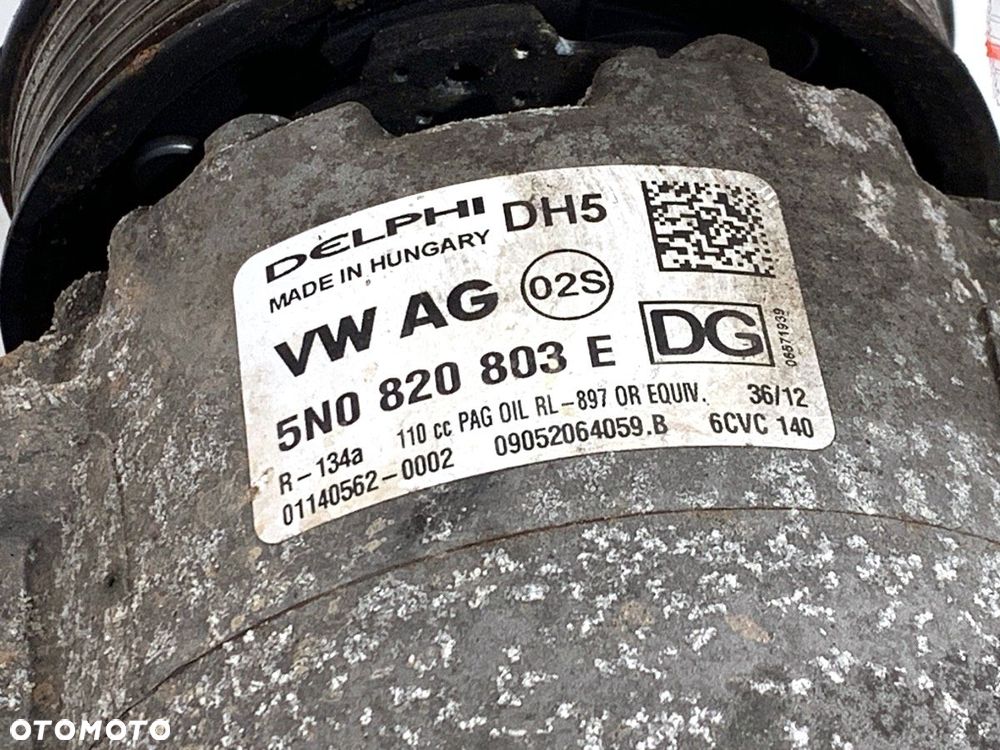 DELPHI DH5
MADE IN HUNGARY
VW AG 02S
DG
5N0 820 803 E
06571939
R-134a 110 cc PAG OIL RL-897 OR EQUIV. 36/12
01140562-0002 09052064059.B 6CVC 140
OTOMOTO